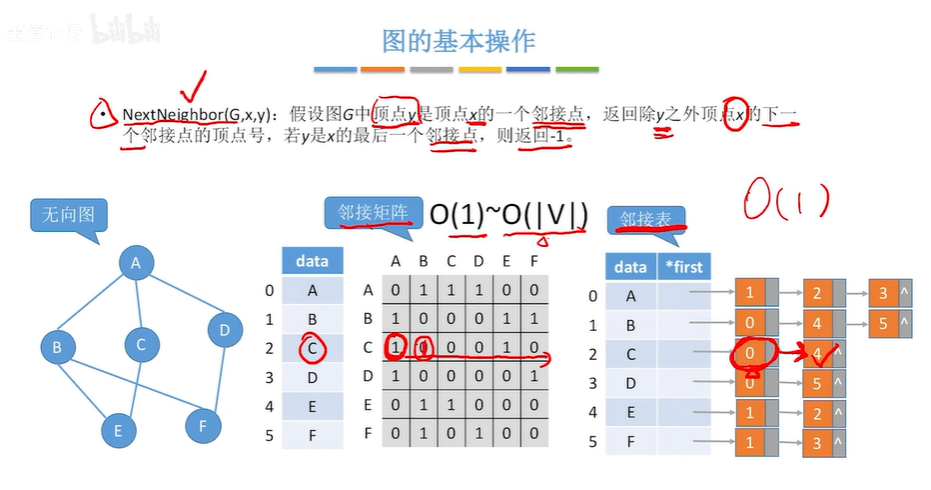 bilibili
图的基本操作
• NextNeighbor(G,x,y)：假设图G中顶点y是顶点x的一个邻接点，返回除y之外顶点x的下一
个邻接点的顶点号，若y是x的最后一个邻接点，则返回-1。
无向图
邻接矩阵
O(1)~O(|V|)
邻接表
O(1)
A
B
C
D
E
F
data
0 A
1 B
2 C
3 D
4 E
5 F
A B C D E F
A 0 1 1 1 0 0
B 1 0 0 0 1 1
C 1 0 0 0 1 0
D 1 0 0 0 0 1
E 0 1 1 0 0 0
F 0 1 0 1 0 0
data *first
0 A 1 2 3 ^
1 B 0 4 5 ^
2 C 0 4 ^
3 D 0 5 ^
4 E 1 2 ^
5 F 1 3 ^